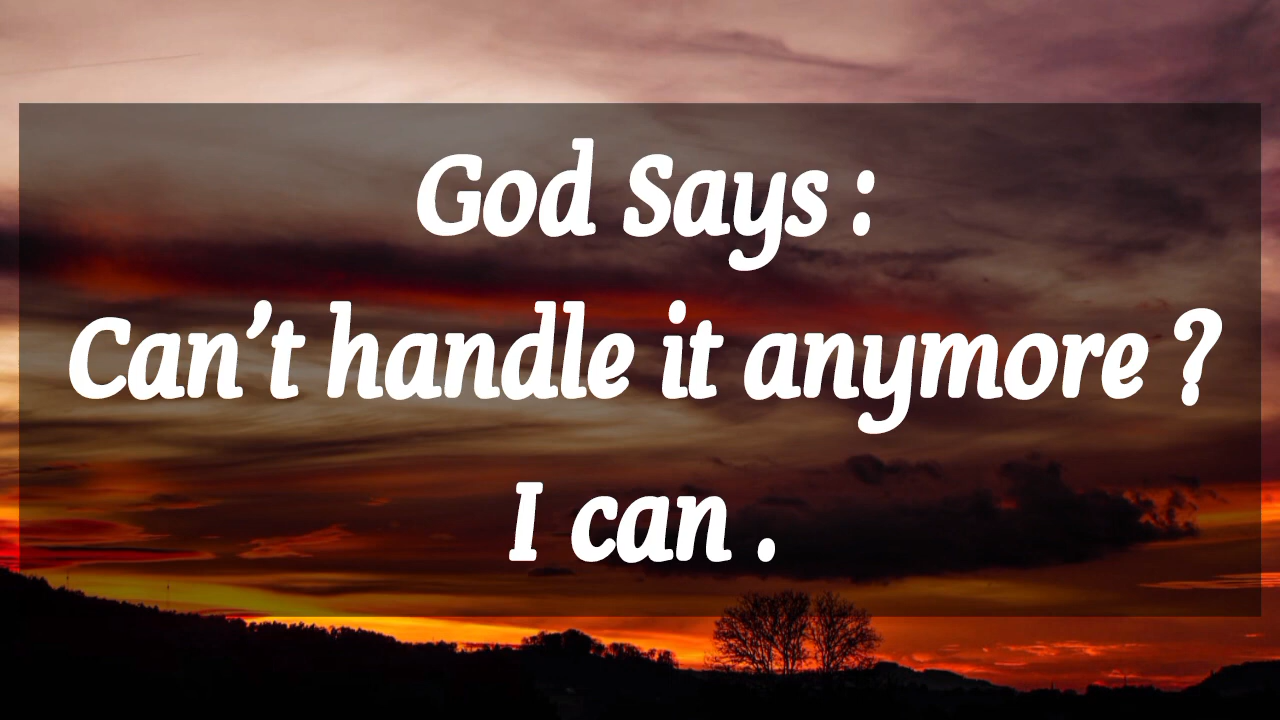 God Says :
Can’t handle it anymore ?
I can .